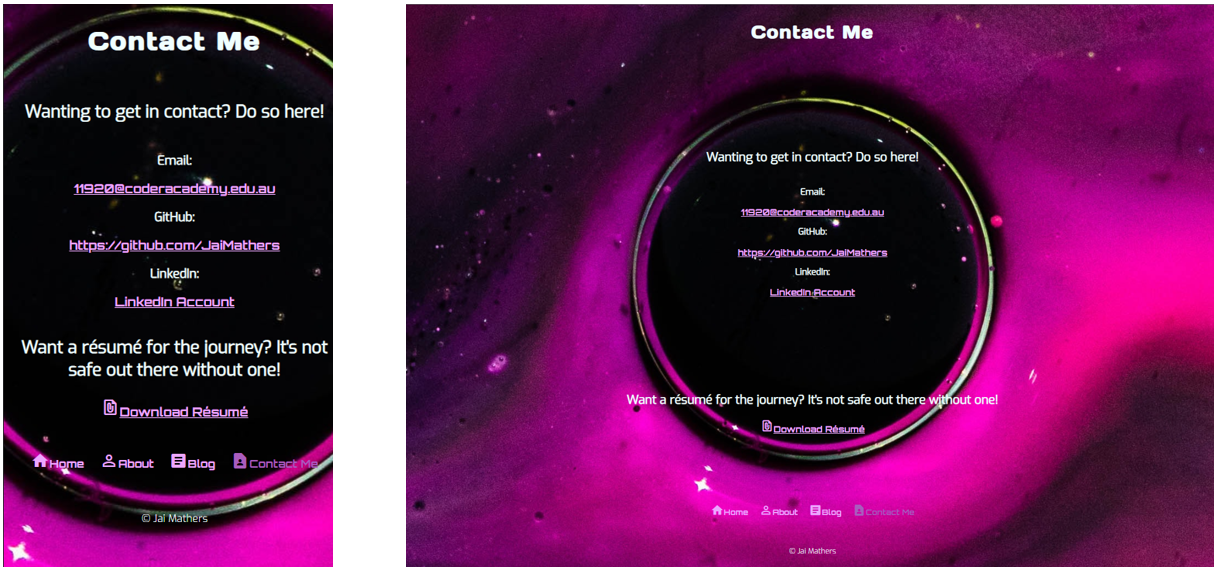 Contact Me
Wanting to get in contact? Do so here!
Email:
11920@coderacademy.edu.au
GitHub:
https://github.com/JaiMathers
LinkedIn:
LinkedIn Account
Want a résumé for the journey? It's not
safe out there without one!
Download Résumé
Home About Blog Contact Me
© Jai Mathers
Contact Me
Wanting to get in contact? Do so here!
Email:
11920@coderacademy.edu.au
GitHub:
https://github.com/JaiMathers
LinkedIn:
LinkedIn Account
Want a résumé for the journey? It's not safe out there without one!
Download Résumé
Home About Blog Contact Me
© Jai Mathers